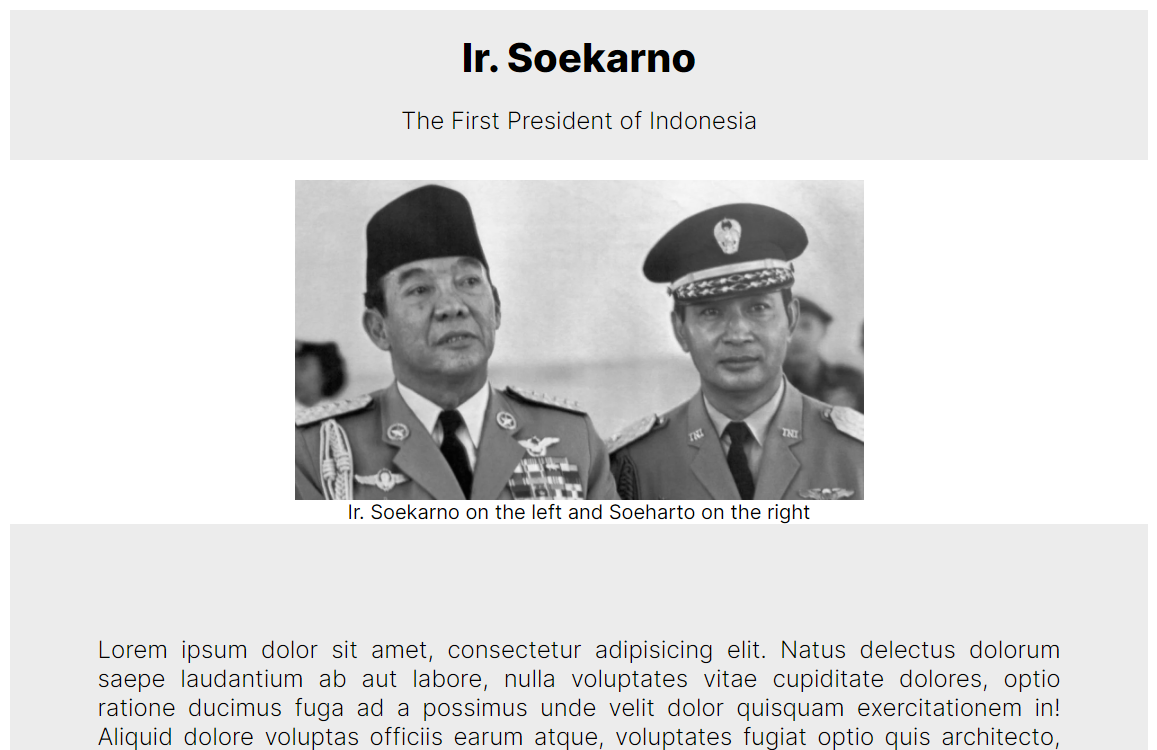 Ir. Soekarno
The First President of Indonesia
TNI TNI
Ir. Soekarno on the left and Soeharto on the right
Lorem ipsum dolor sit amet, consectetur adipisicing elit. Natus delectus dolorum
saepe laudantium ab aut labore, nulla voluptates vitae cupiditate dolores, optio
ratione ducimus fuga ad a possimus unde velit dolor quisquam exercitationem in!
Aliquid dolore voluptas officiis earum atque, voluptates fugiat optio quis architecto,